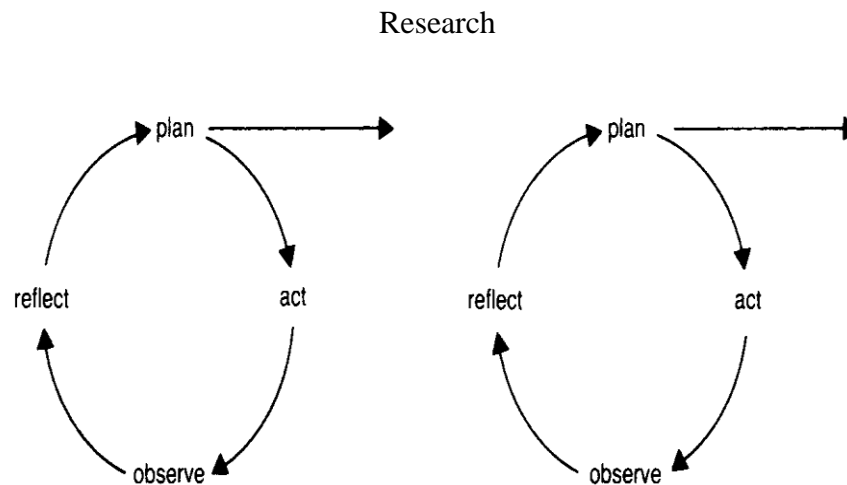 Research
plan plan
reflect act reflect act
observe observe